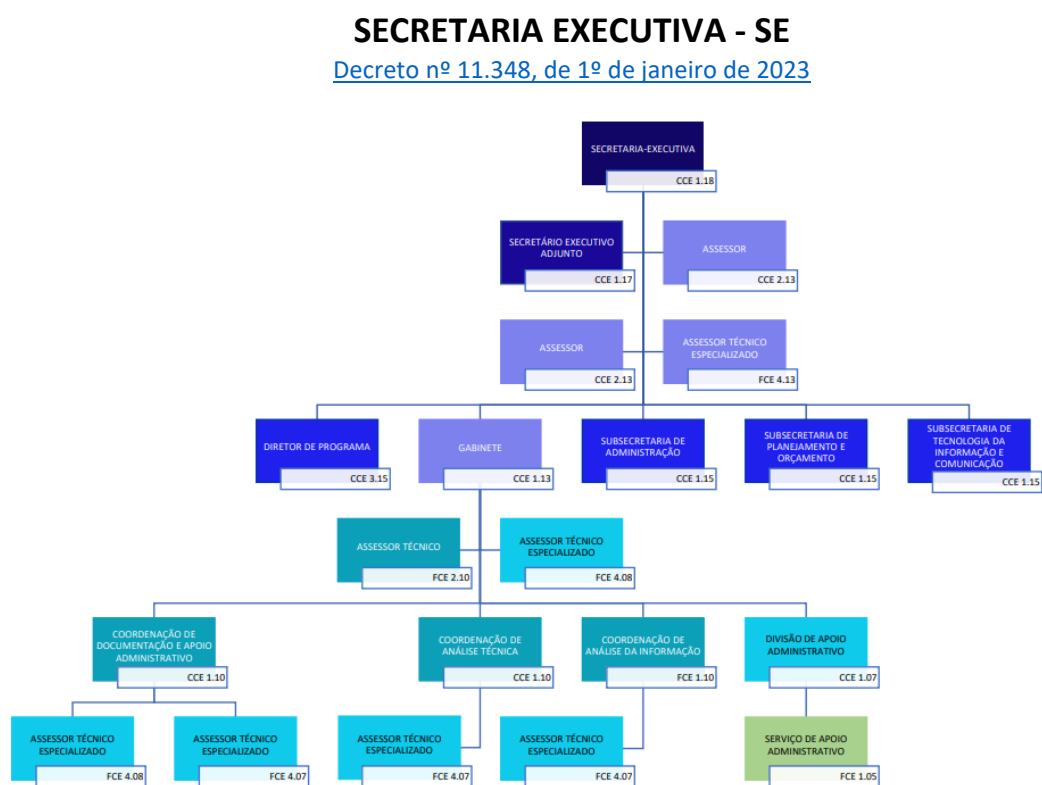 SECRETARIA EXECUTIVA - SE
Decreto nº 11.348, de 1º de janeiro de 2023
SECRETARIA-EXECUTIVA
CCE 1.18
SECRETÁRIO EXECUTIVO
ADJUNTO
CCE 1.17
ASSESSOR
CCE 2.13
ASSESSOR
CCE 2.13
ASSESSOR TÉCNICO
ESPECIALIZADO
FCE 4.13
DIRETOR DE PROGRAMA
CCE 3.15
GABINETE
CCE 1.13
SUBSECRETARIA DE
ADMINISTRAÇÃO
CCE 1.15
SUBSECRETARIA DE
PLANEJAMENTO E
ORÇAMENTO
CCE 1.15
SUBSECRETARIA DE
TECNOLOGIA DA
INFORMAÇÃO E
COMUNICAÇÃO
CCE 1.15
ASSESSOR TÉCNICO
FCE 2.10
ASSESSOR TÉCNICO
ESPECIALIZADO
FCE 4.08
COORDENAÇÃO DE
DOCUMENTAÇÃO E APOIO
ADMINISTRATIVO
CCE 1.10
COORDENAÇÃO DE
ANÁLISE TÉCNICA
CCE 1.10
COORDENAÇÃO DE
ANÁLISE DA INFORMAÇÃO
FCE 1.10
DIVISÃO DE APOIO
ADMINISTRATIVO
CCE 1.07
ASSESSOR TÉCNICO
ESPECIALIZADO
FCE 4.08
ASSESSOR TÉCNICO
ESPECIALIZADO
FCE 4.07
ASSESSOR TÉCNICO
ESPECIALIZADO
FCE 4.07
ASSESSOR TÉCNICO
ESPECIALIZADO
FCE 4.07
SERVIÇO DE APOIO
ADMINISTRATIVO
FCE 1.05